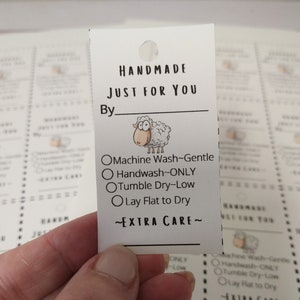 Handmade
Just for You
By
Machine Wash~Gentle
Handwash~ONLY
Tumble Dry~Low
Lay Flat to Dry
~Extra Care~